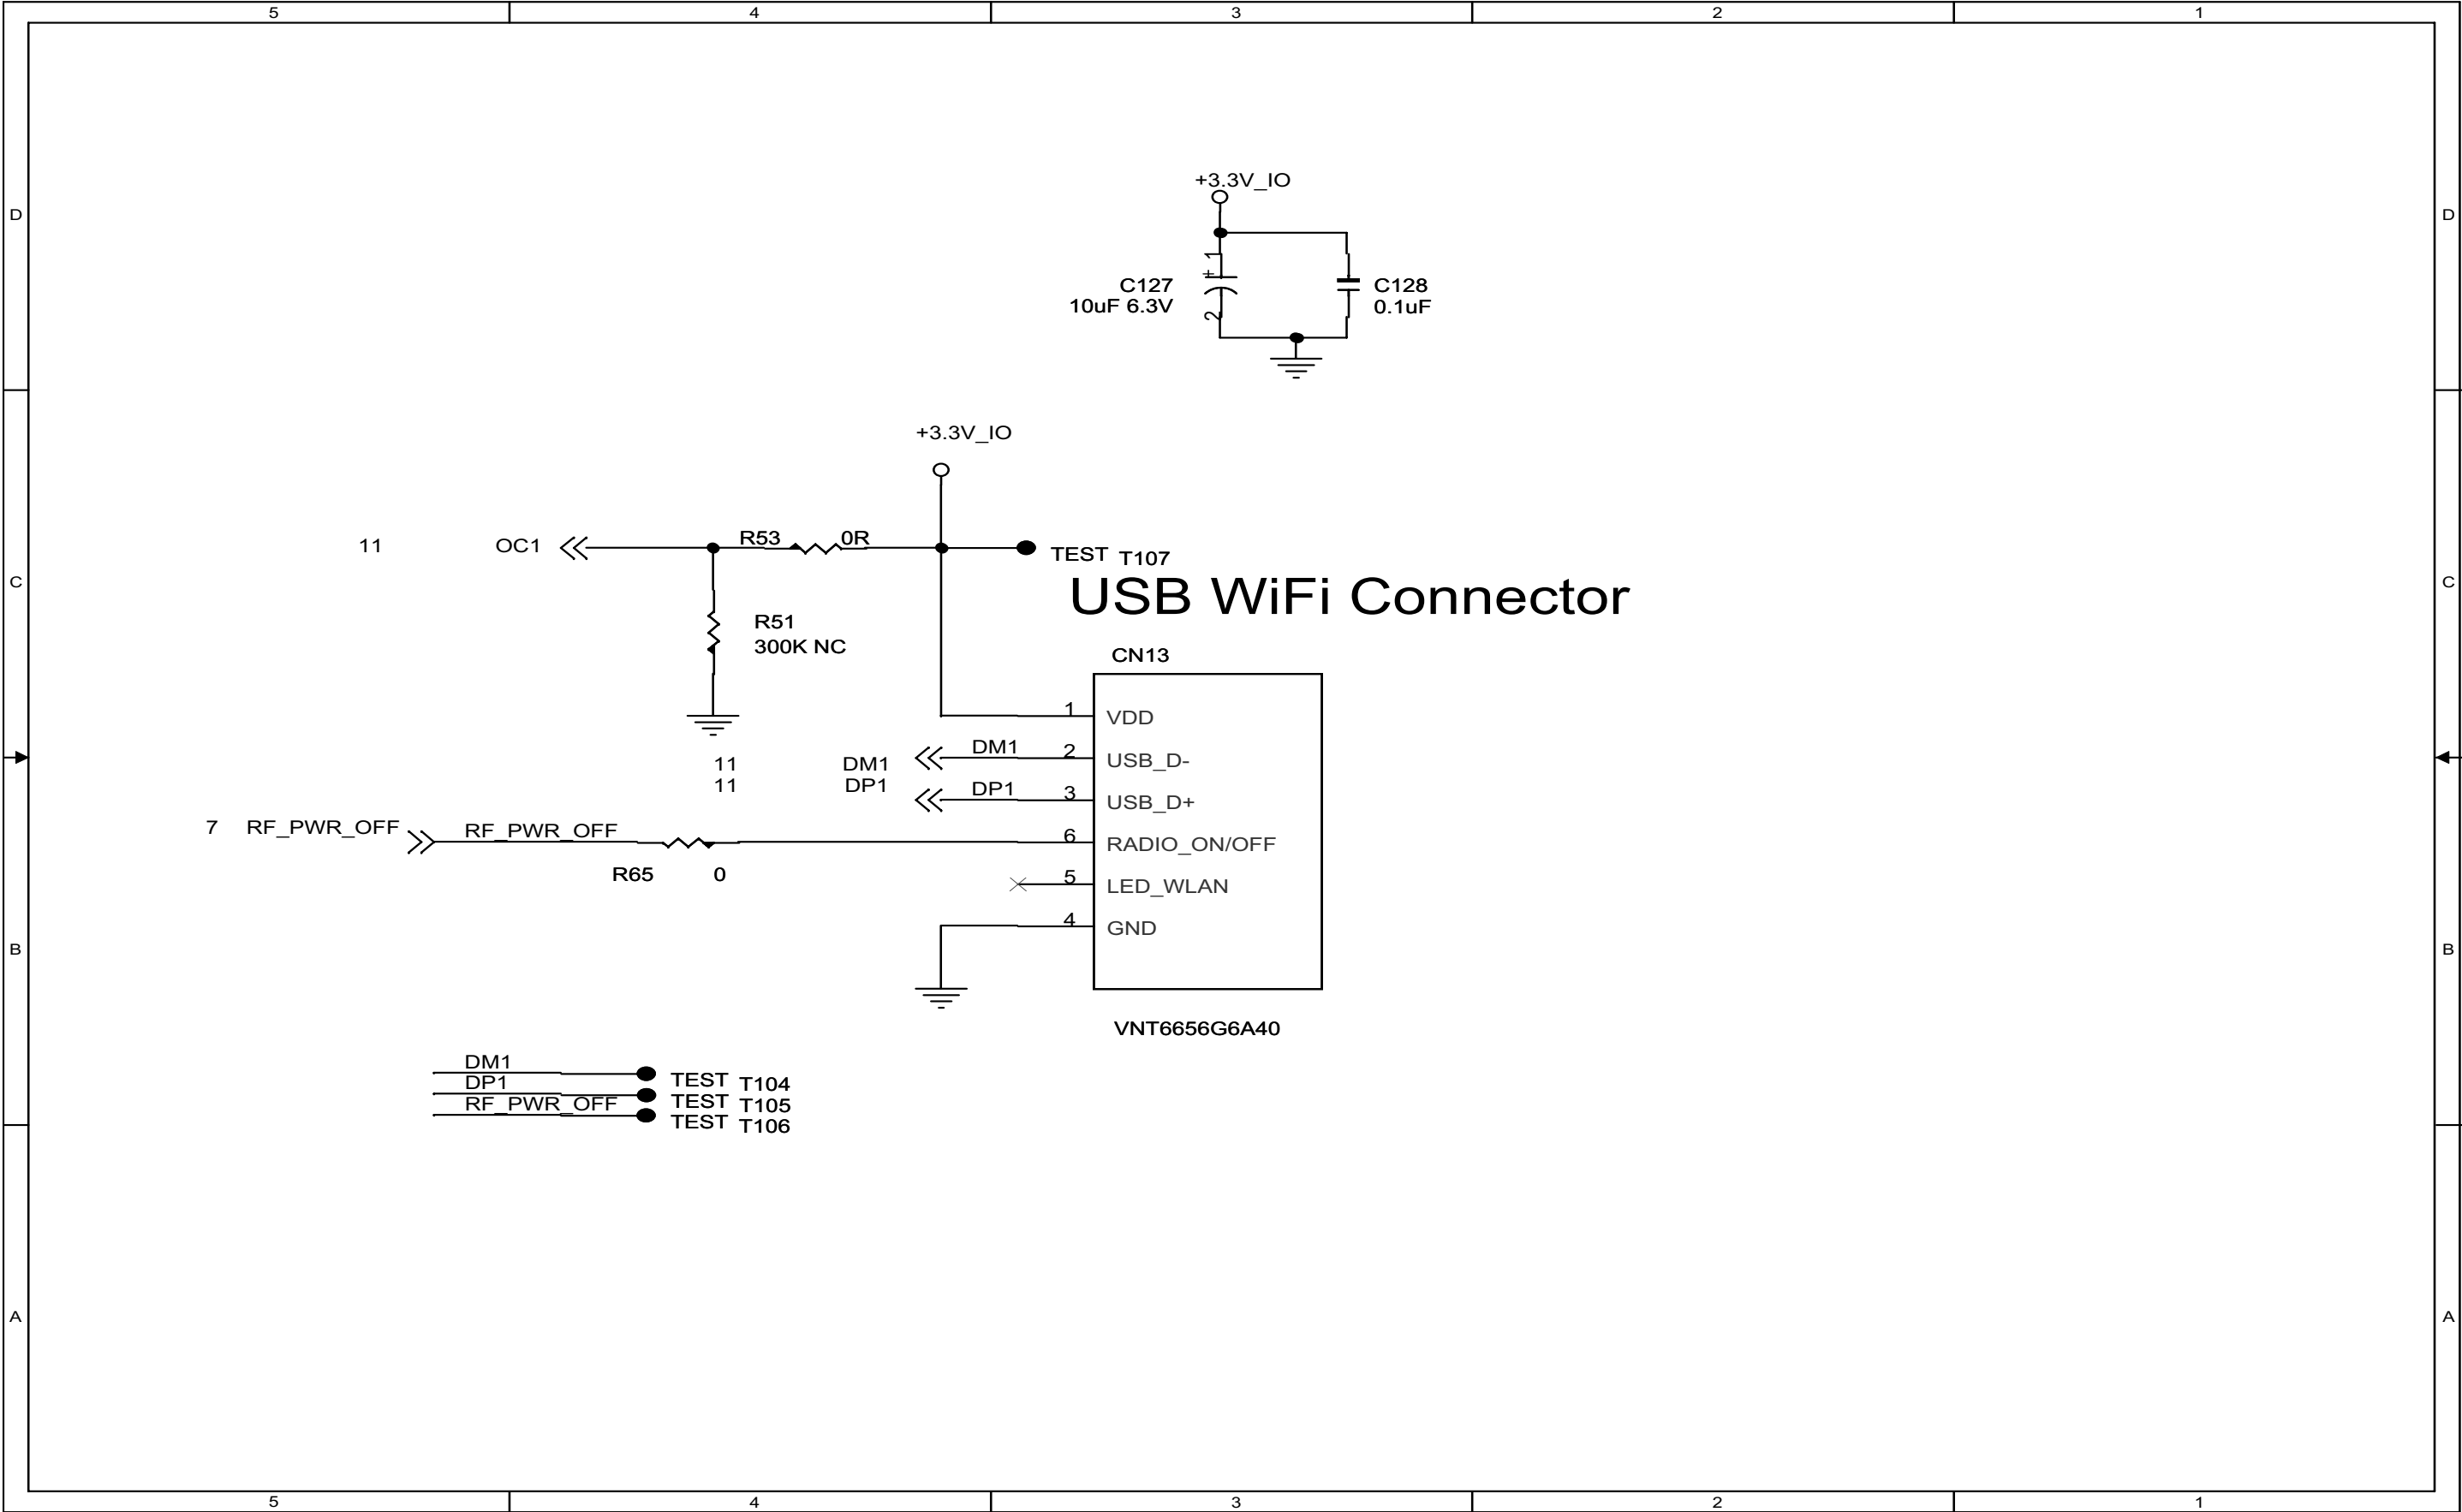 5 4 3 2 1
+3.3V_IO
D D
1
+
C127 C128
10uF 6.3V 0.1uF
2
+3.3V_IO
11 OC1 R53 0R TEST T107
C C
USB WiFi Connector
R51
300K NC
CN13
1 VDD
11 DM1 DM1 2 USB_D-
11 DP1 DP1 3 USB_D+
7 RF_PWR_OFF RF_PWR_OFF 6 RADIO_ON/OFF
R65 0 5 LED_WLAN
4 GND
B B
VNT6656G6A40
DM1 TEST T104
DP1 TEST T105
RF_PWR_OFF TEST T106
A A
5 4 3 2 1